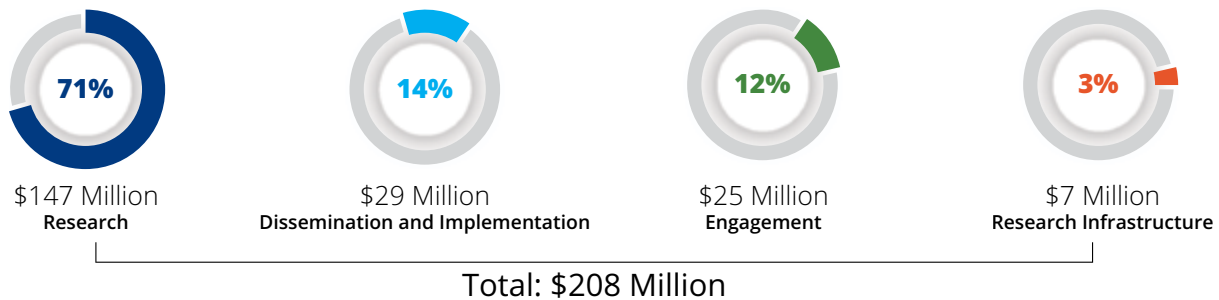 71%
14%
12%
3%
$147 Million
Research
$29 Million
Dissemination and Implementation
$25 Million
Engagement
$7 Million
Research Infrastructure
Total: $208 Million